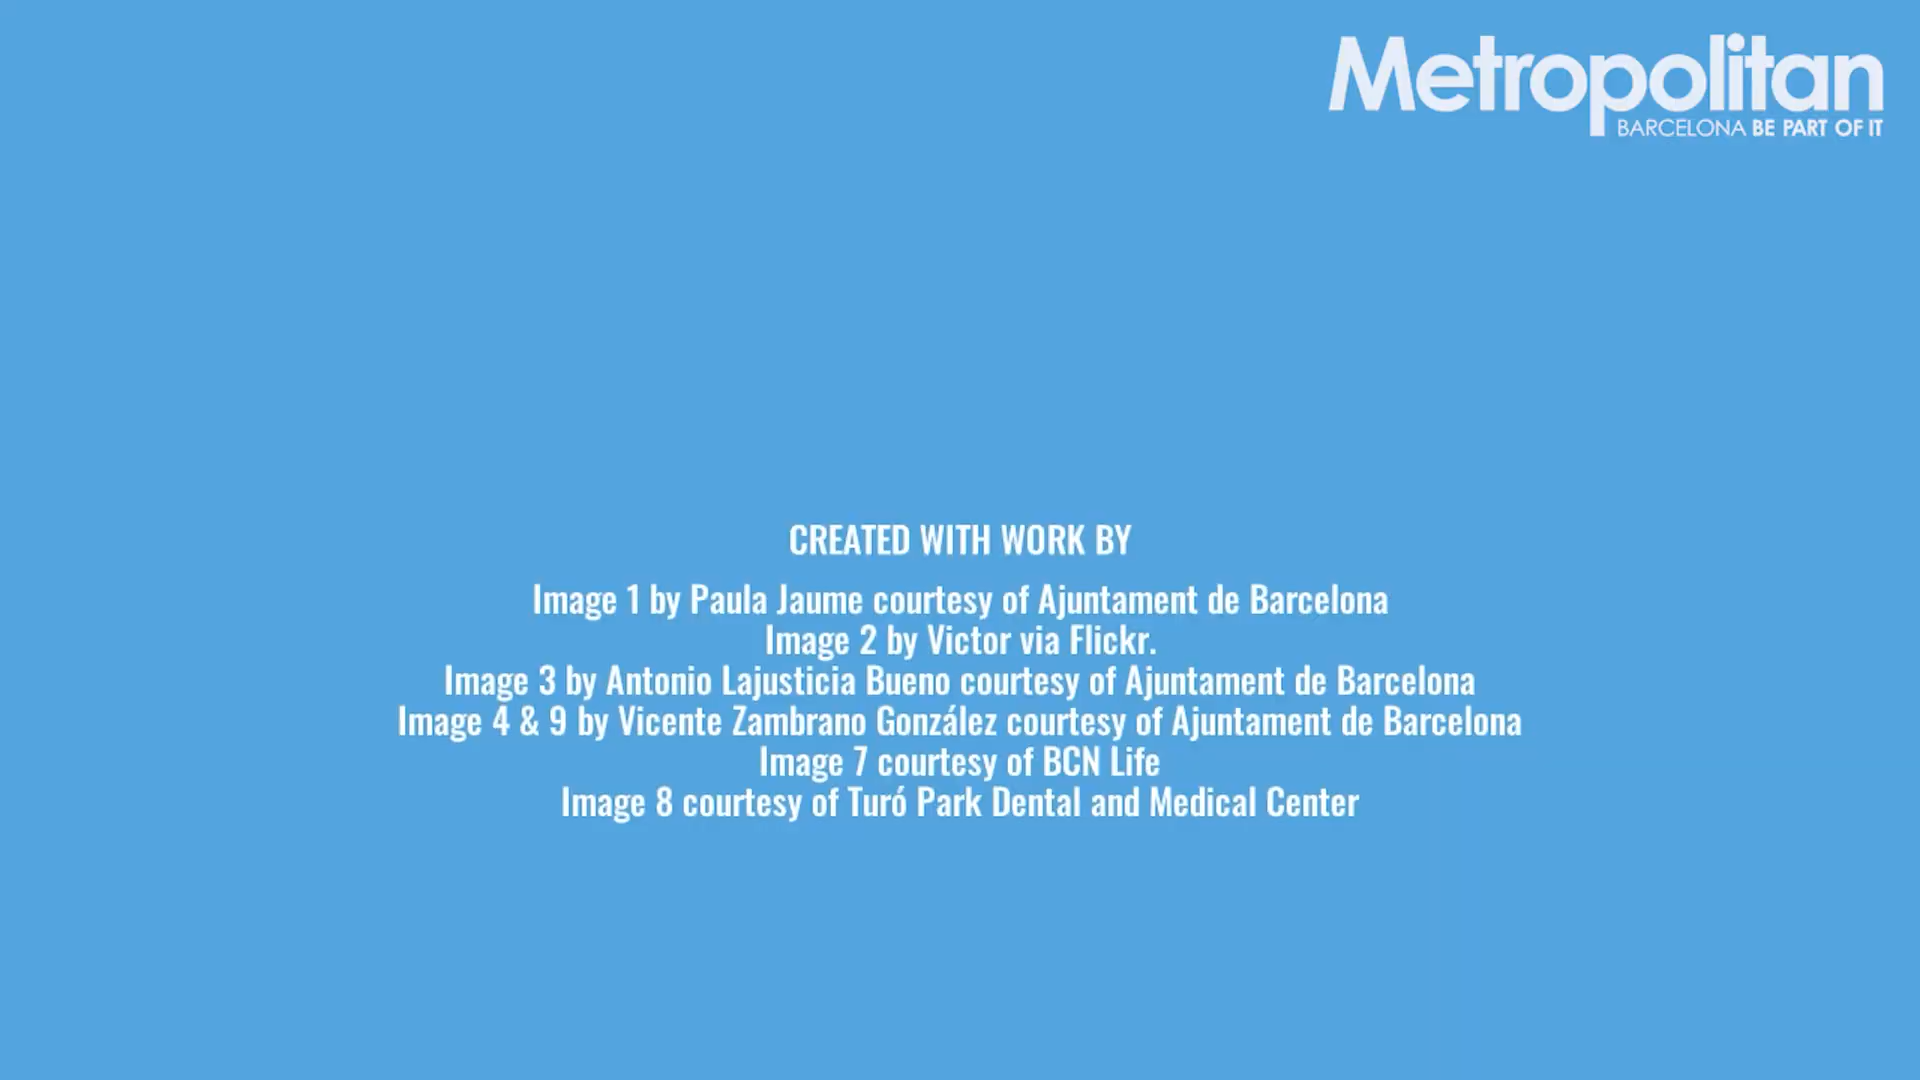 Metropolitan
BARCELONA BE PART OF IT
CREATED WITH WORK BY
Image 1 by Paula Jaume courtesy of Ajuntament de Barcelona
Image 2 by Victor via Flickr.
Image 3 by Antonio Lajusticia Bueno courtesy of Ajuntament de Barcelona
Image 4 & 9 by Vicente Zambrano González courtesy of Ajuntament de Barcelona
Image 7 courtesy of BCN Life
Image 8 courtesy of Turó Park Dental and Medical Center